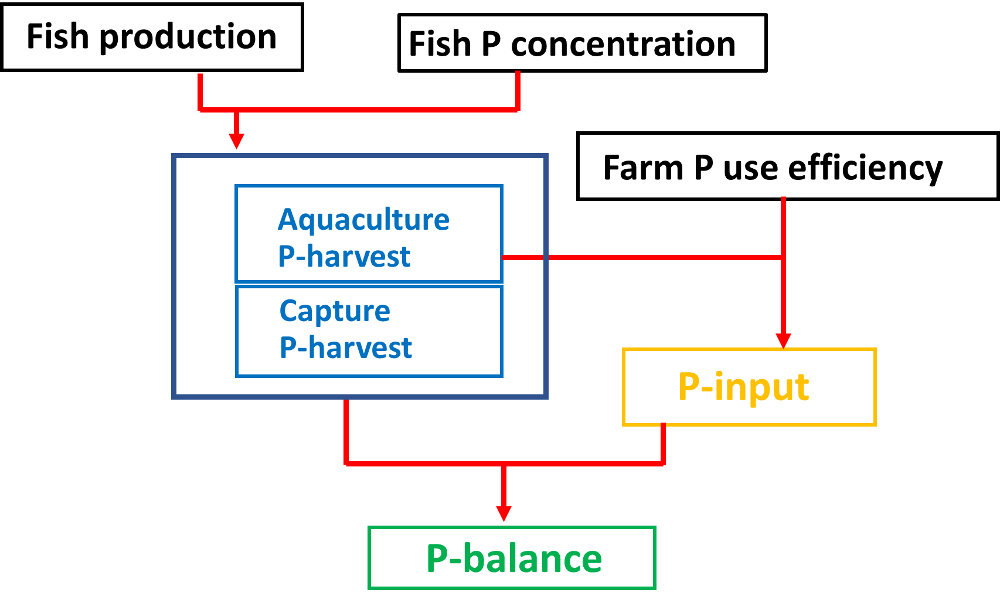 Fish production
Fish P concentration
Farm P use efficiency
Aquaculture
P-harvest
Capture
P-harvest
P-input
P-balance